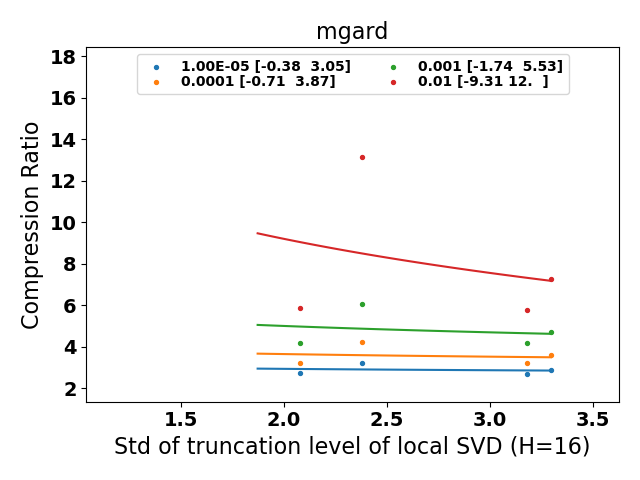 mgard
1.00E-05 [-0.38  3.05]
0.0001 [-0.71  3.87]
0.001 [-1.74  5.53]
0.01 [-9.31 12.  ]
Compression Ratio
18
16
14
12
10
8
6
4
2
1.5 2.0 2.5 3.0 3.5
Std of truncation level of local SVD (H=16)